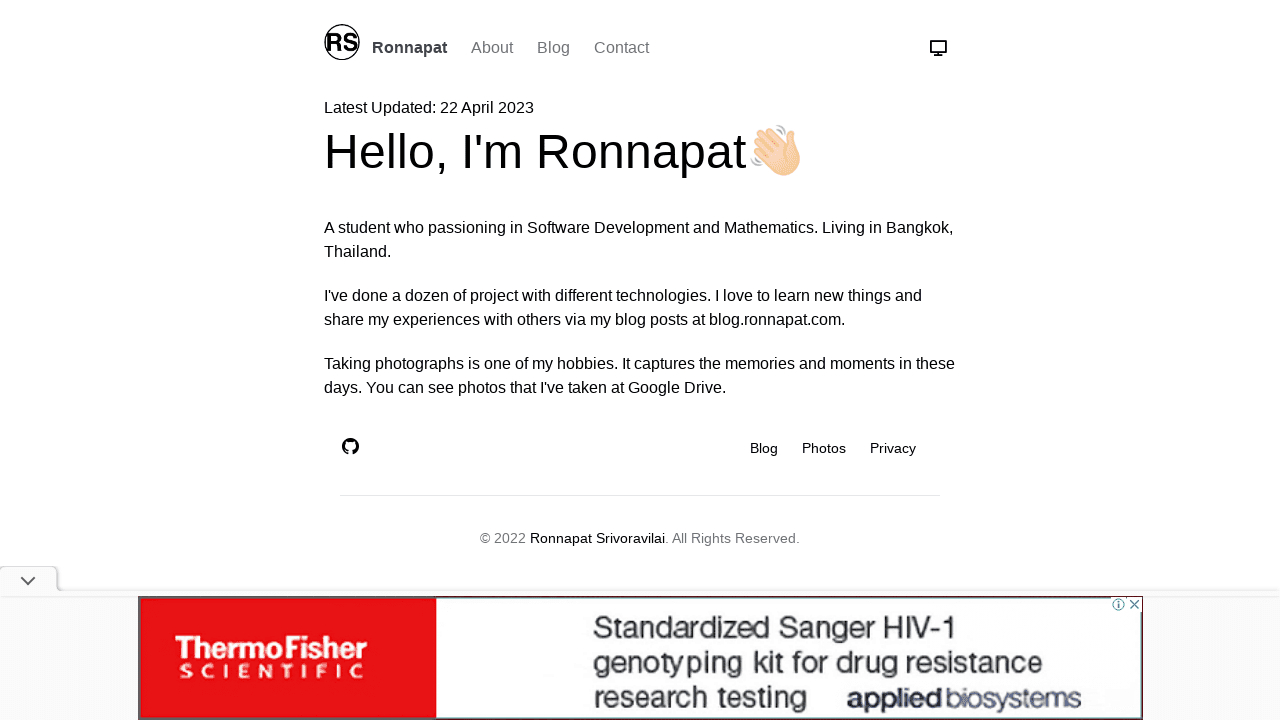 RS Ronnapat About Blog Contact
Latest Updated: 22 April 2023
Hello, I'm Ronnapat
A student who passioning in Software Development and Mathematics. Living in Bangkok,
Thailand.
I've done a dozen of project with different technologies. I love to learn new things and
share my experiences with others via my blog posts at blog.ronnapat.com.
Taking photographs is one of my hobbies. It captures the memories and moments in these
days. You can see photos that I've taken at Google Drive.
Blog Photos Privacy
© 2022 Ronnapat Srivoravilai. All Rights Reserved.
ThermoFisher
SCIENTIFIC
Standardized Sanger HIV-1
genotyping kit for drug resistance
research testing applied biosystems